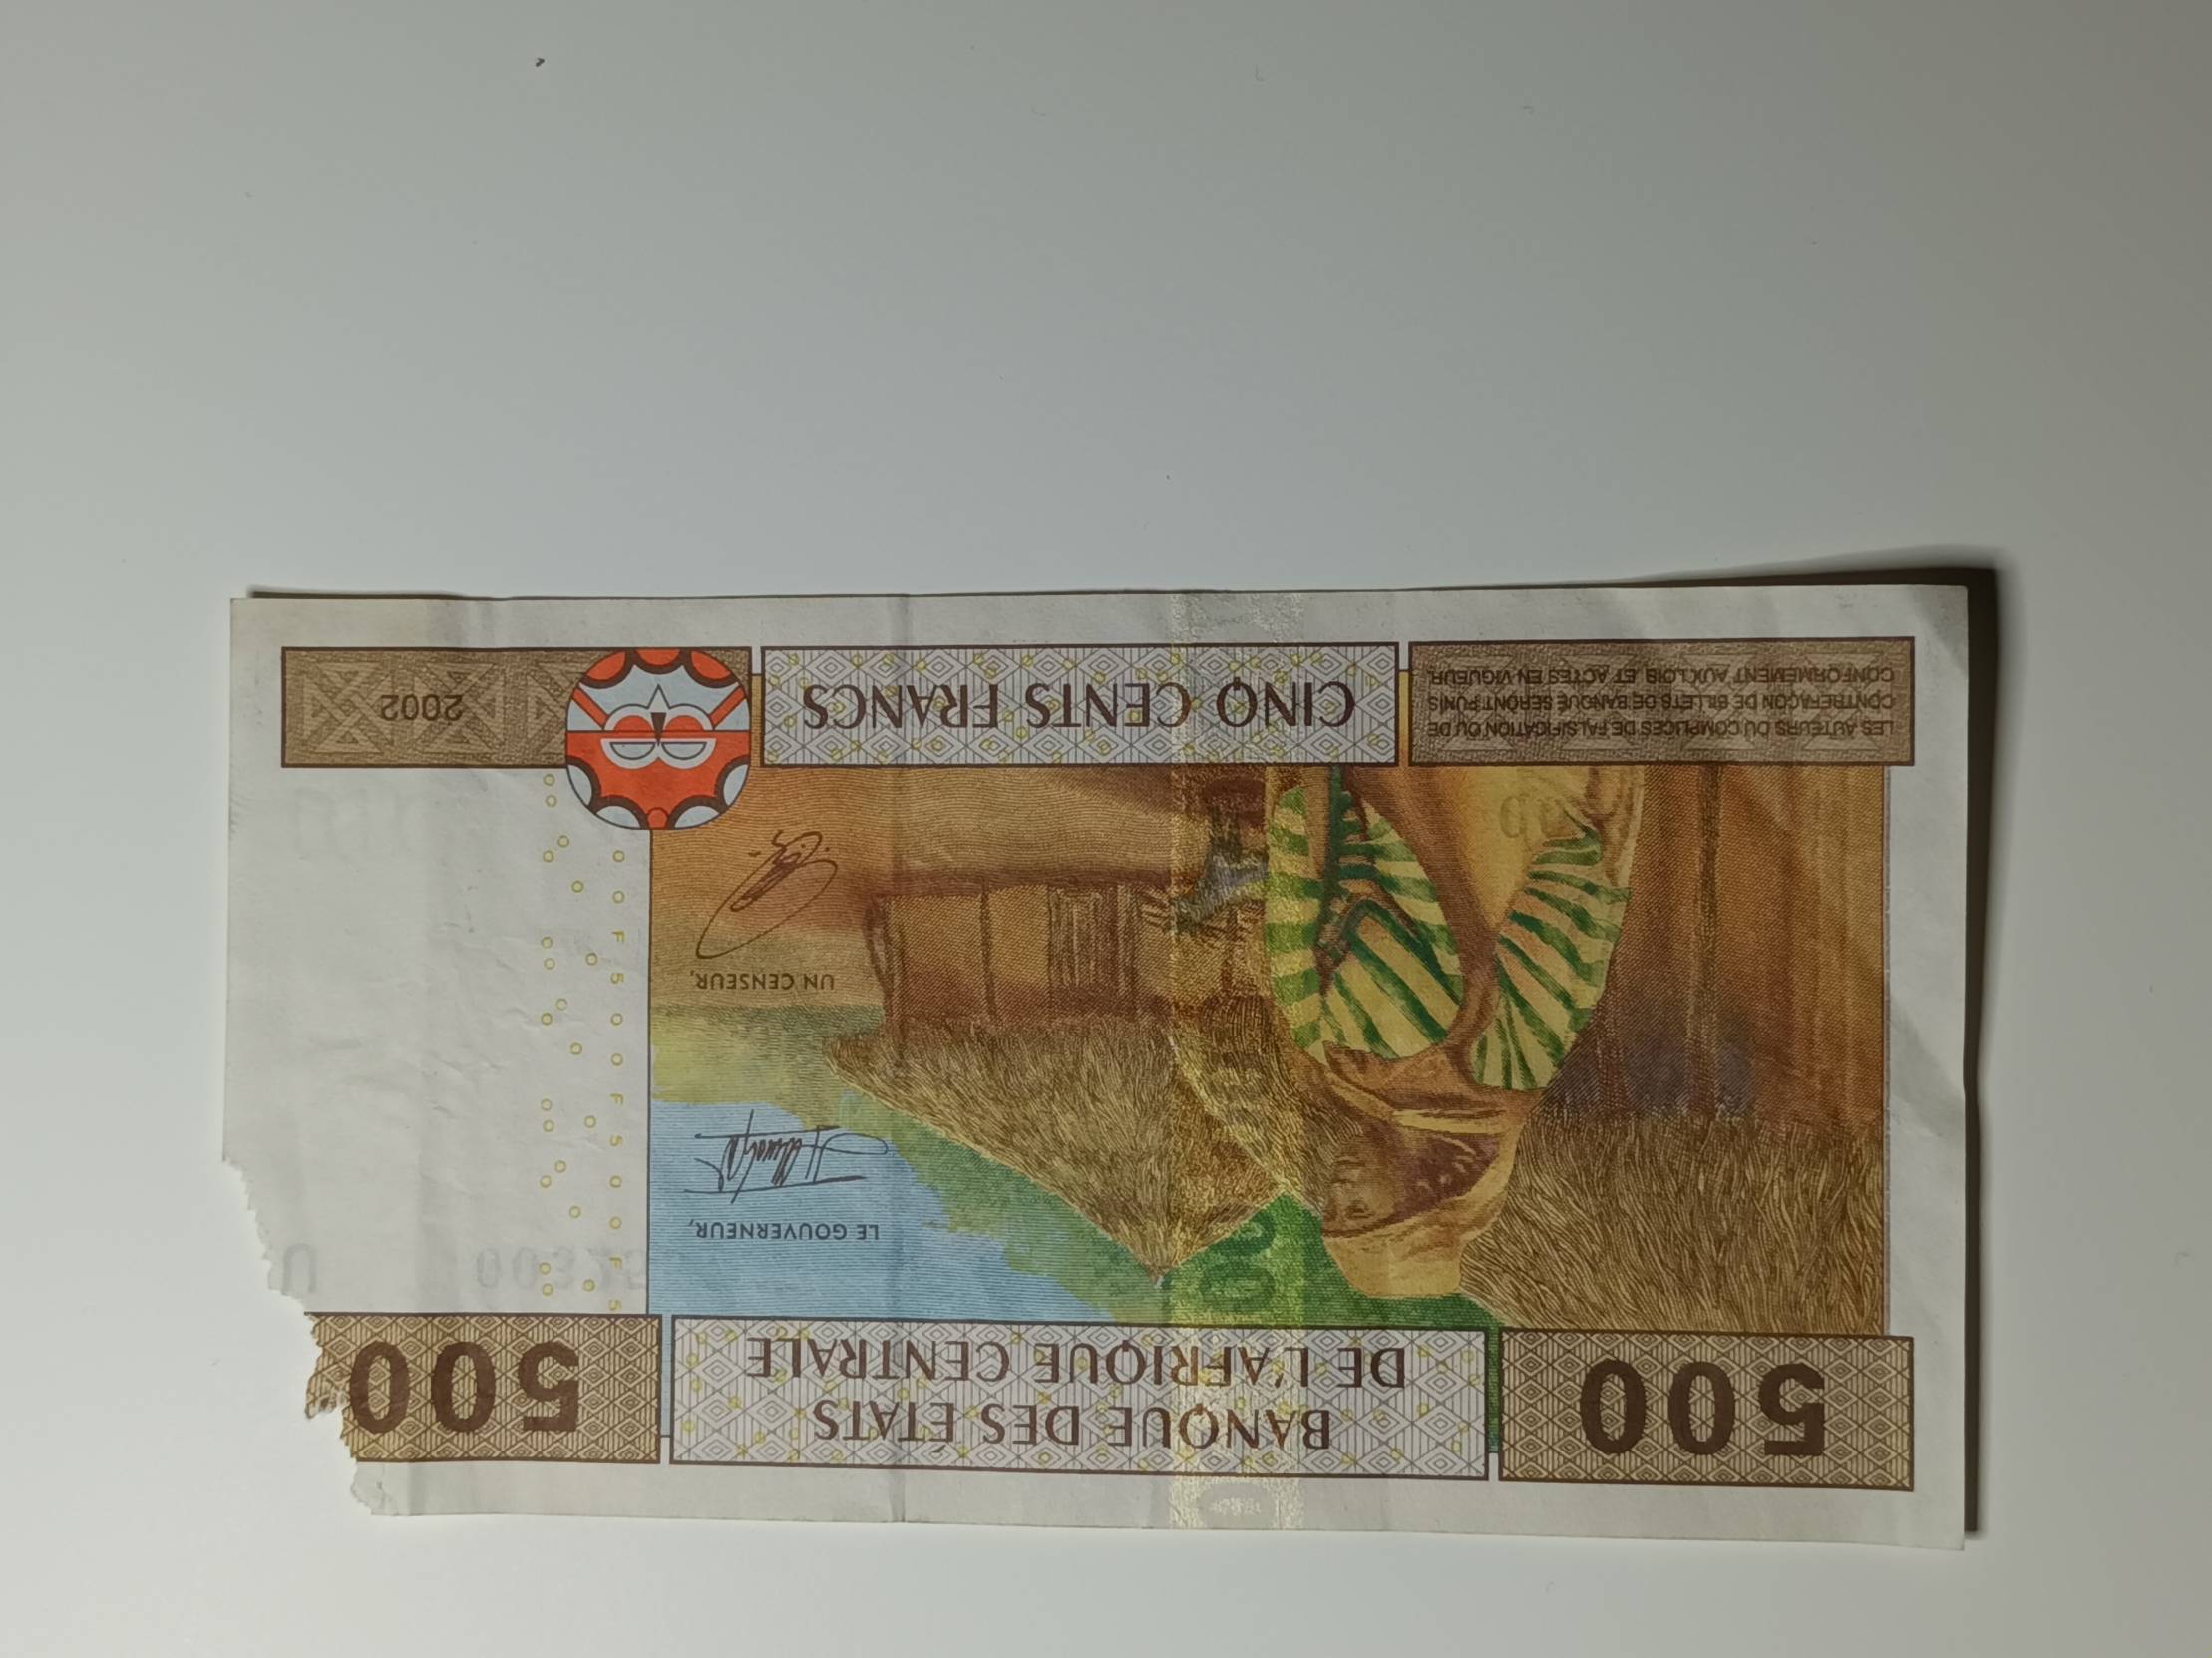 500
BANQUE DES ÉTATS
DE L'AFRIQUE CENTRALE
500
LE GOUVERNEUR,
UN CENSEUR,
LES AUTEURS OU COMPLICES DE FALSIFICATION OU DE
CONTREFAÇON DE BILLETS DE BANQUE SERONT PUNIS
CONFORMEMENT AUX LOIS ET ACTES EN VIGUEUR.
CINQ CENTS FRANCS
2002